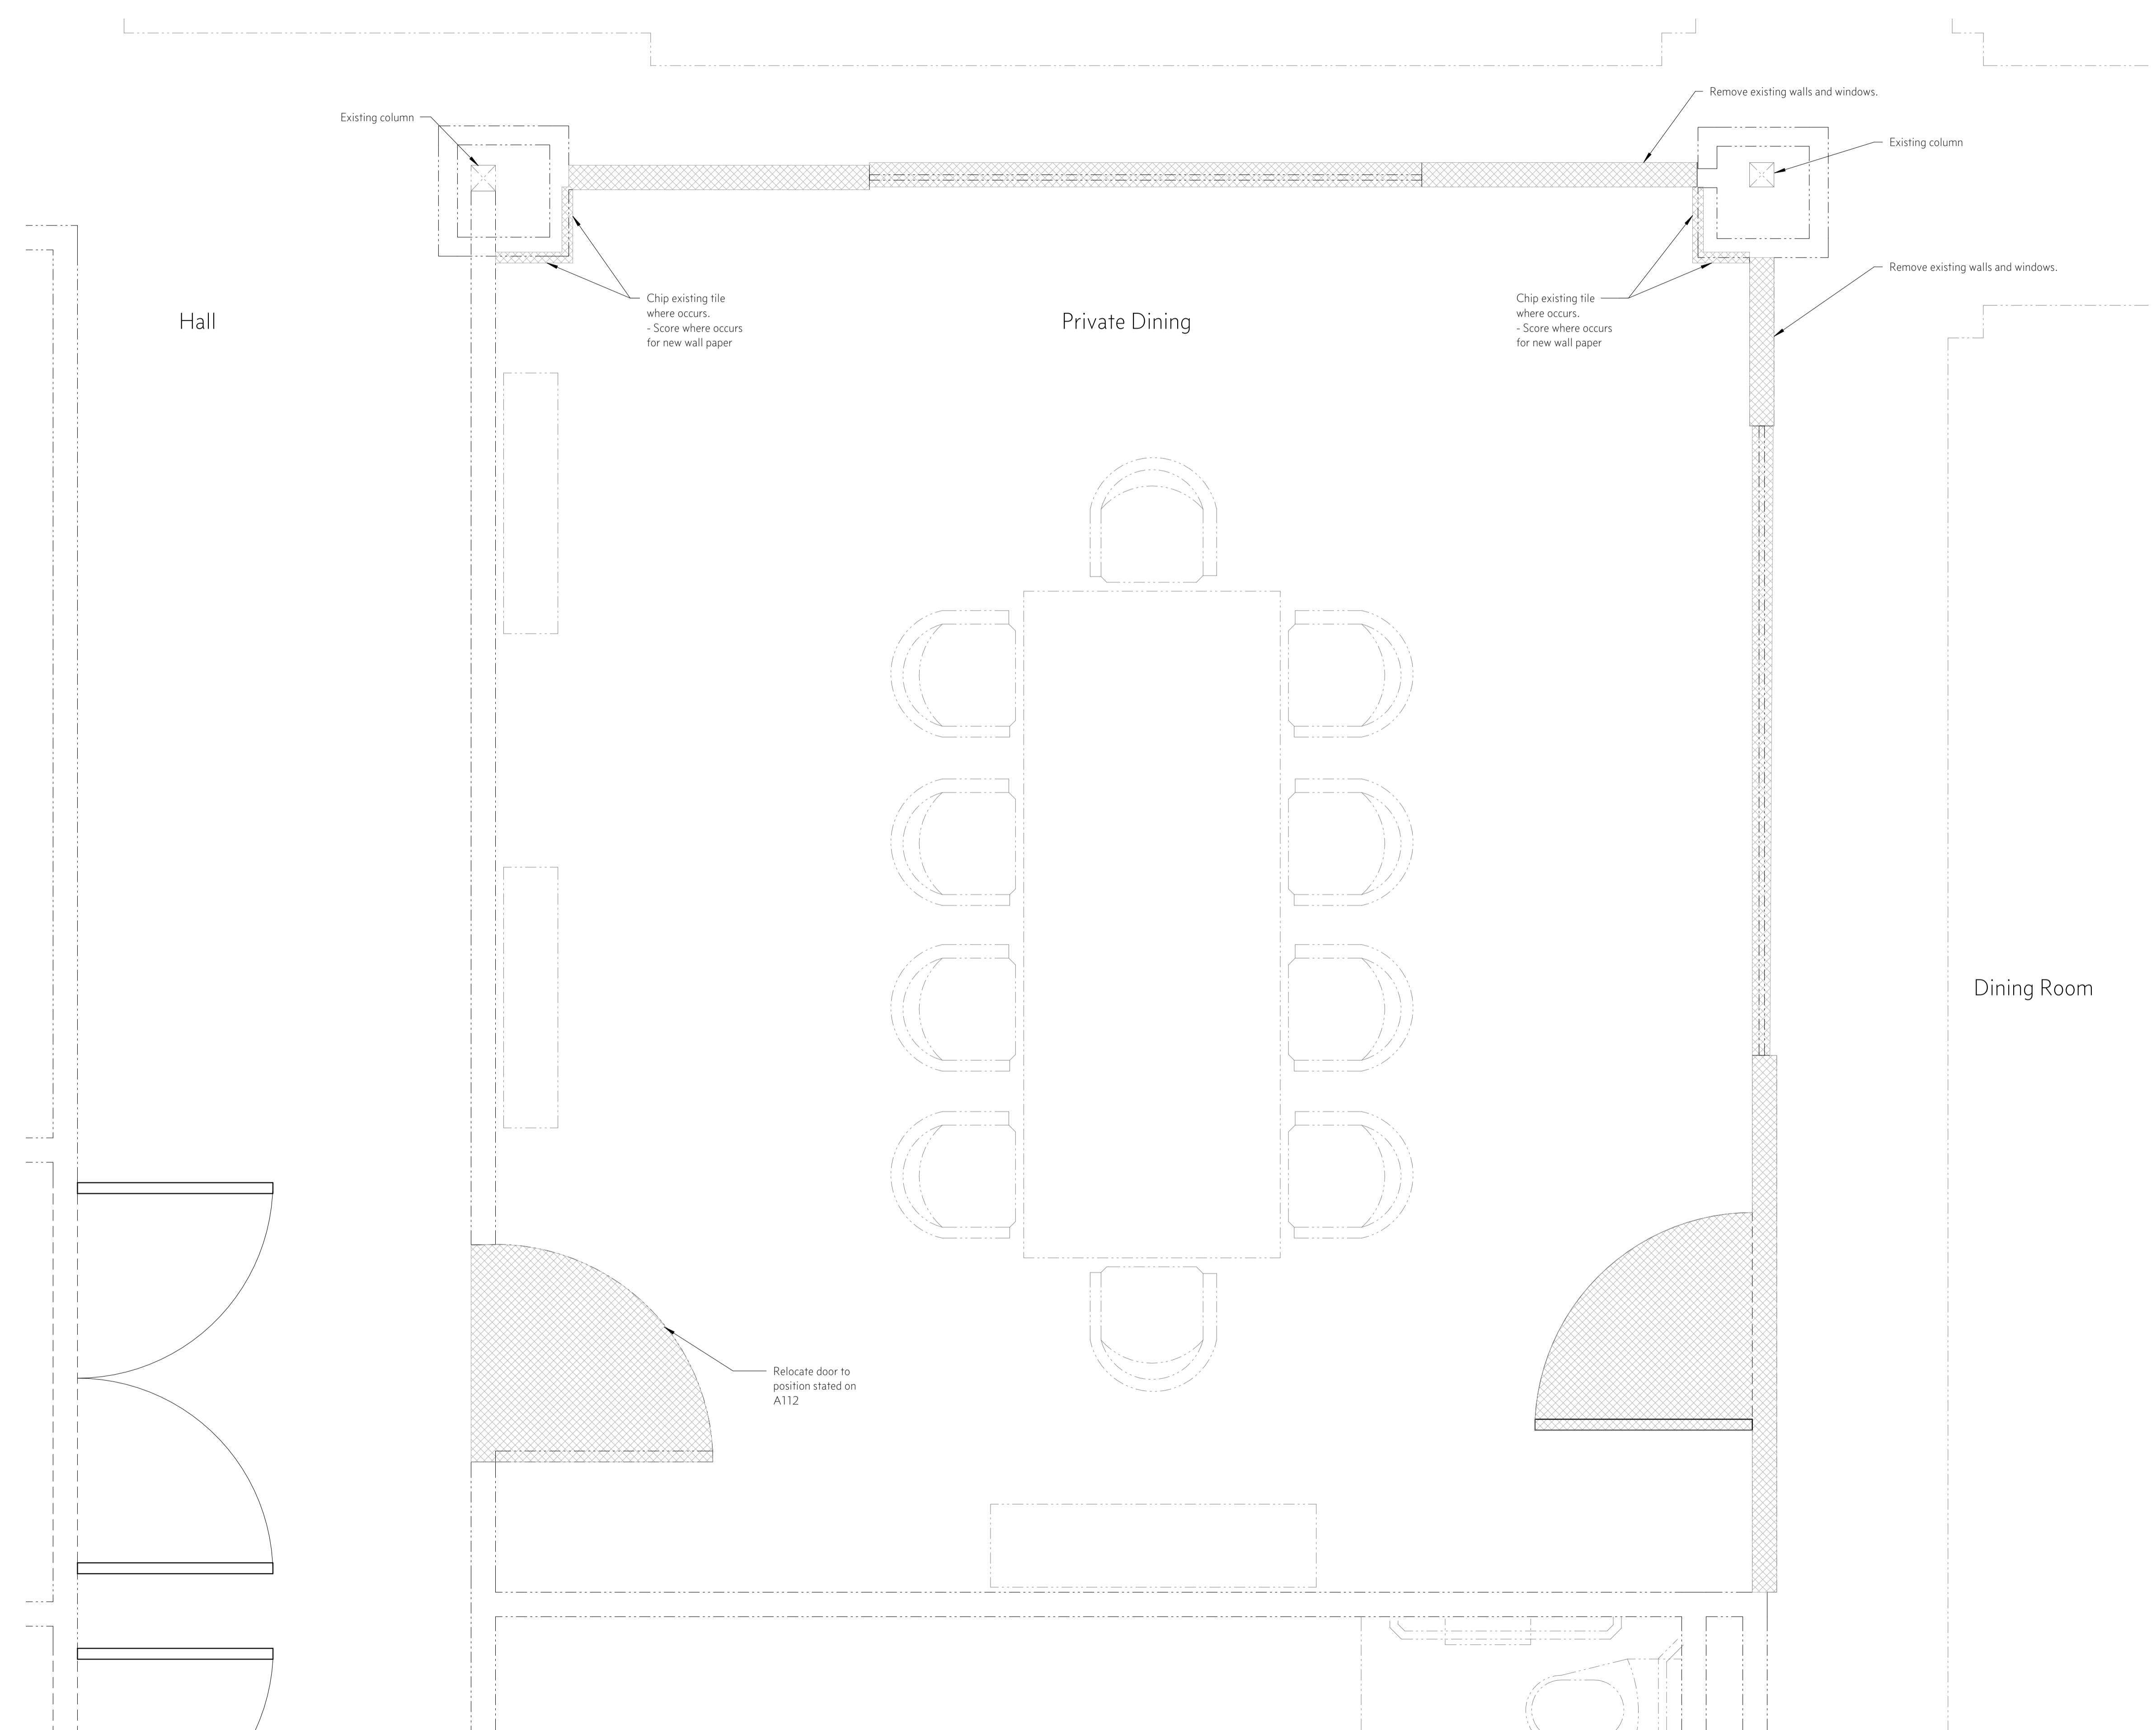 Remove existing walls and windows.
Existing column
Existing column
Remove existing walls and windows.
Chip existing tile
where occurs.
- Score where occurs
for new wall paper
Chip existing tile
where occurs.
- Score where occurs
for new wall paper
Hall
Private Dining
Dining Room
Relocate door to
position stated on
A112